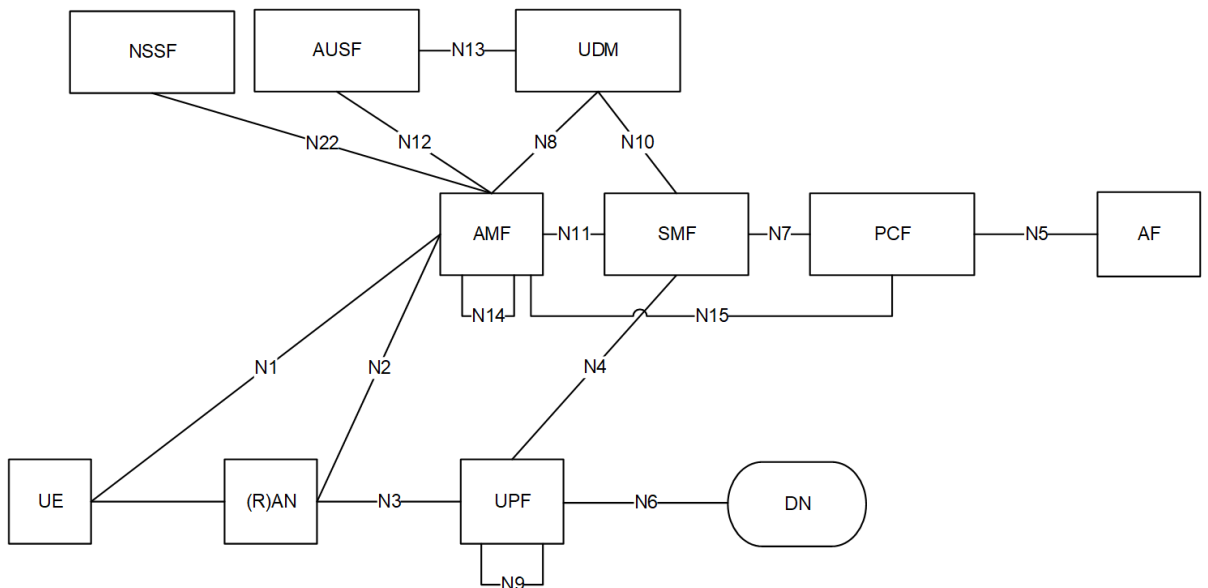 NSSF
AUSF
N13
UDM
N22
N12
N8
N10
AMF
N11
SMF
N7
PCF
N5
AF
N14
N15
N1
N2
N4
UE
(R)AN
N3
UPF
N6
DN
N9